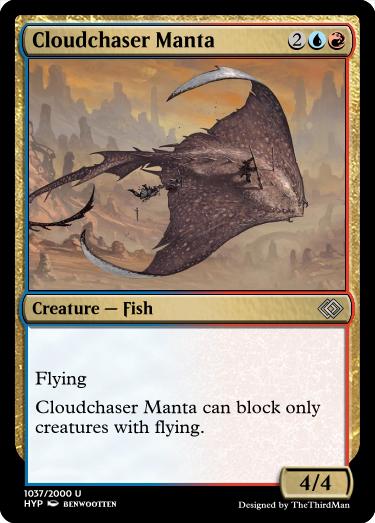 Cloudchaser Manta 2
Creature — Fish
Flying
Cloudchaser Manta can block only
creatures with flying.
4/4
1037/2000 U
HYP BENWOOTTEN
Designed by TheThirdMan